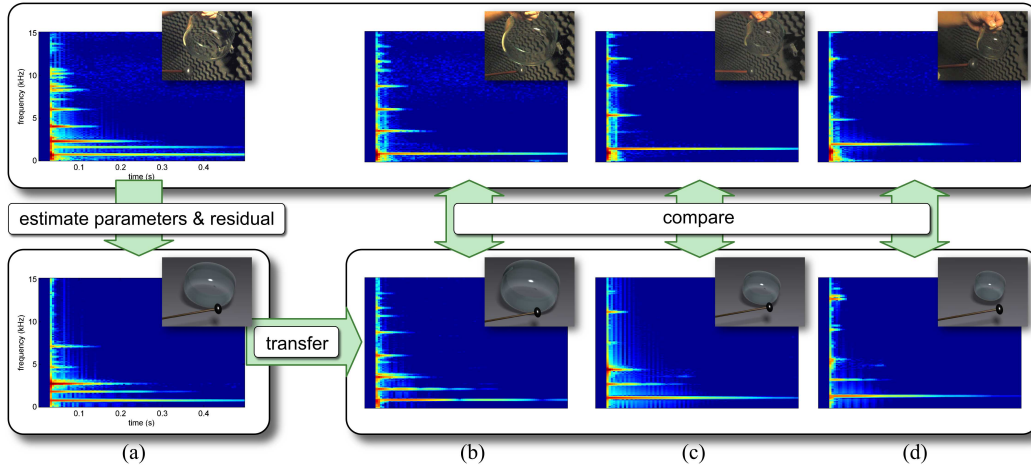 15
10
5
0
frequency (kHz)
0.1 0.2 0.3 0.4
time (s)
estimate parameters & residual
compare
15
10
5
0
frequency (kHz)
0.1 0.2 0.3 0.4
time (s)
transfer
(a) (b) (c) (d)